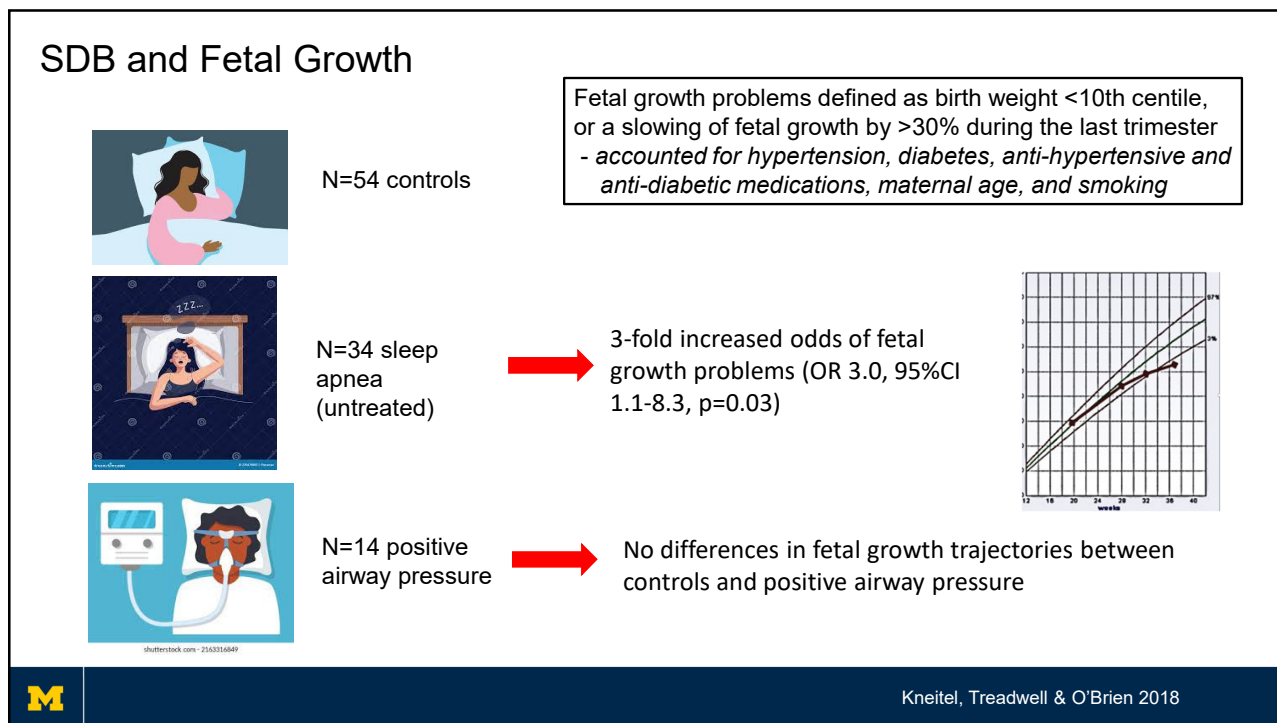 SDB and Fetal Growth
Fetal growth problems defined as birth weight <10th centile,
or a slowing of fetal growth by >30% during the last trimester
- accounted for hypertension, diabetes, anti-hypertensive and
anti-diabetic medications, maternal age, and smoking
N=54 controls
ZZZ...
N=34 sleep
apnea
(untreated)
3-fold increased odds of fetal
growth problems (OR 3.0, 95%CI
1.1-8.3, p=0.03)
97%
3%
12 16 20 24 28 32 36 40
weeks
N=14 positive
airway pressure
No differences in fetal growth trajectories between
controls and positive airway pressure
shutterstock.com - 2163316849
M
Kneitel, Treadwell & O'Brien 2018